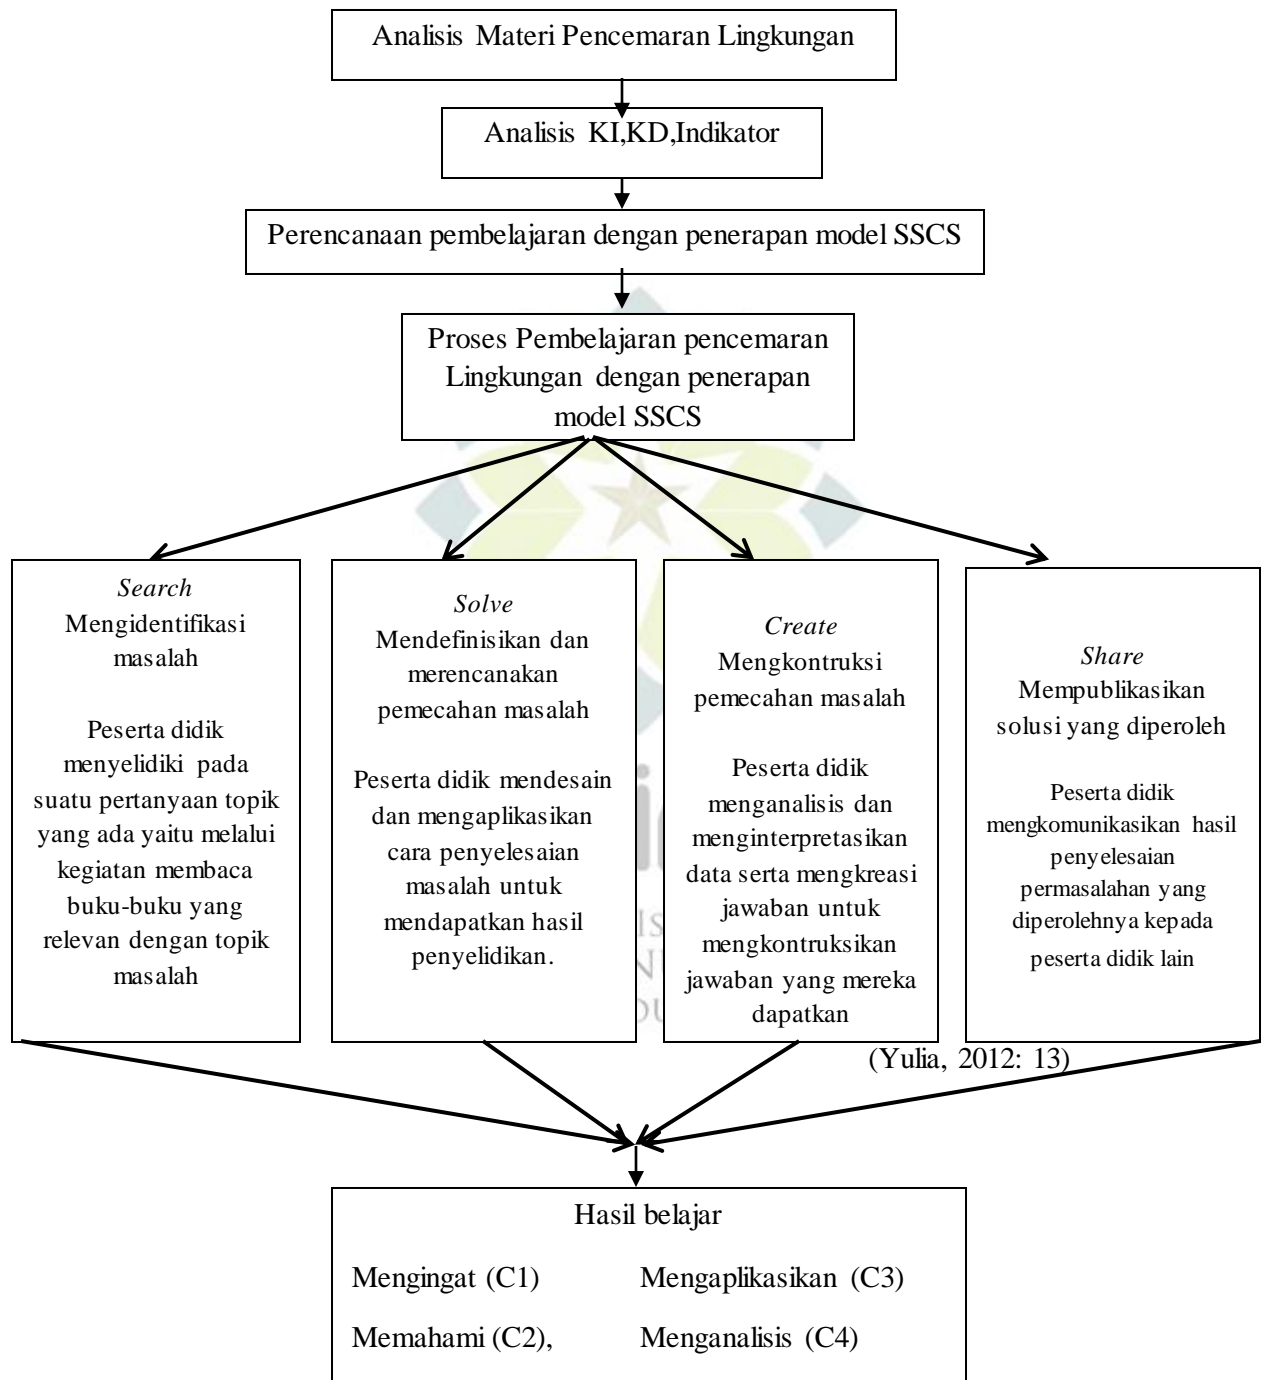 Analisis Materi Pencemaran Lingkungan
Analisis KI,KD,Indikator
Perencanaan pembelajaran dengan penerapan model SSCS
Proses Pembelajaran pencemaran
Lingkungan dengan penerapan
model SSCS
Search
Mengidentifikasi
masalah
Peserta didik
menyelidiki pada
suatu pertanyaan topik
yang ada yaitu melalui
kegiatan membaca
buku-buku yang
relevan dengan topik
masalah
Solve
Mendefinisikan dan
merencanakan
pemecahan masalah
Peserta didik mendesain
dan mengaplikasikan
cara penyelesaian
masalah untuk
mendapatkan hasil
penyelidikan.
Create
Mengkontruksi
pemecahan masalah
Peserta didik
menganalisis dan
menginterpretasikan
data serta mengkreasi
jawaban untuk
mengkontruksikan
jawaban yang mereka
dapatkan
Share
Mempublikasikan
solusi yang diperoleh
Peserta didik
mengkomunikasikan hasil
penyelesaian
permasalahan yang
diperolehnya kepada
peserta didik lain
(Yulia, 2012: 13)
Hasil belajar
Mengingat (C1) Mengaplikasikan (C3)
Memahami (C2), Menganalisis (C4)